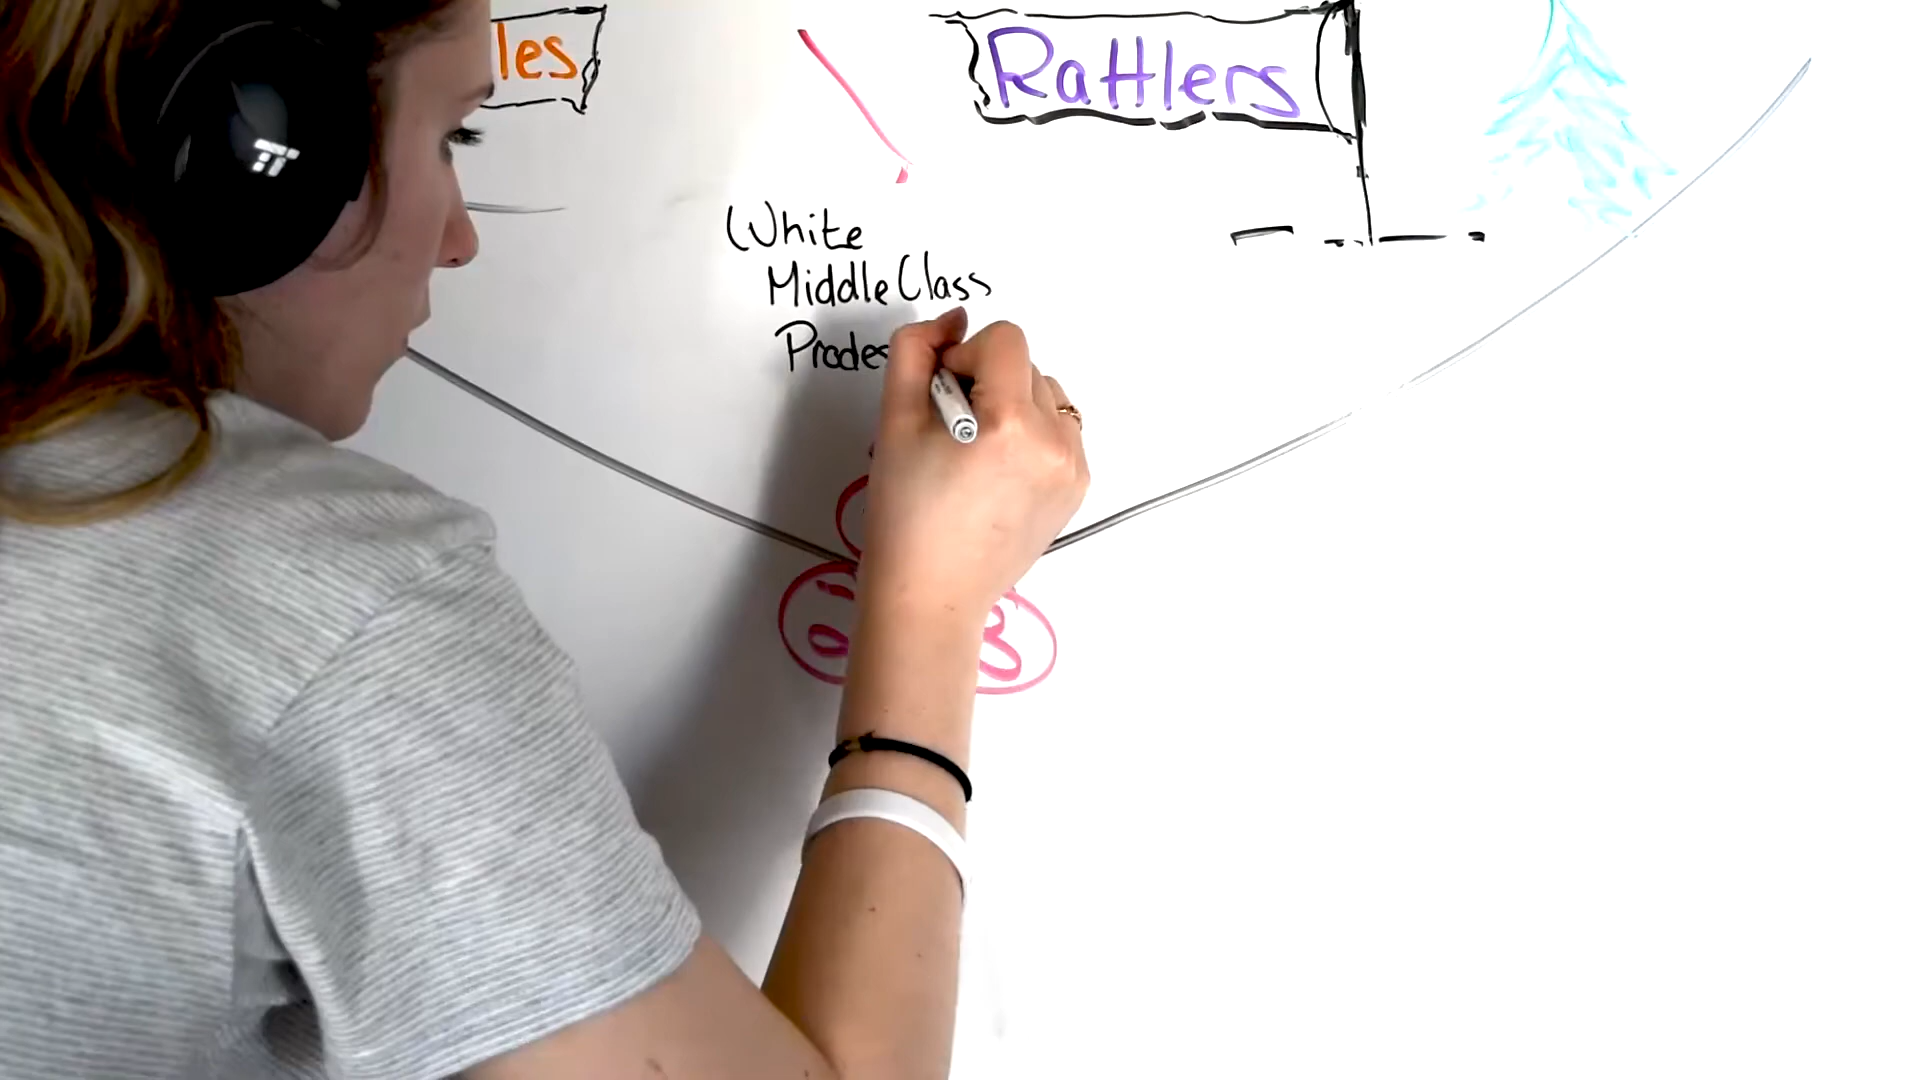 les
Rattlers
White
Middle Class
Prodes